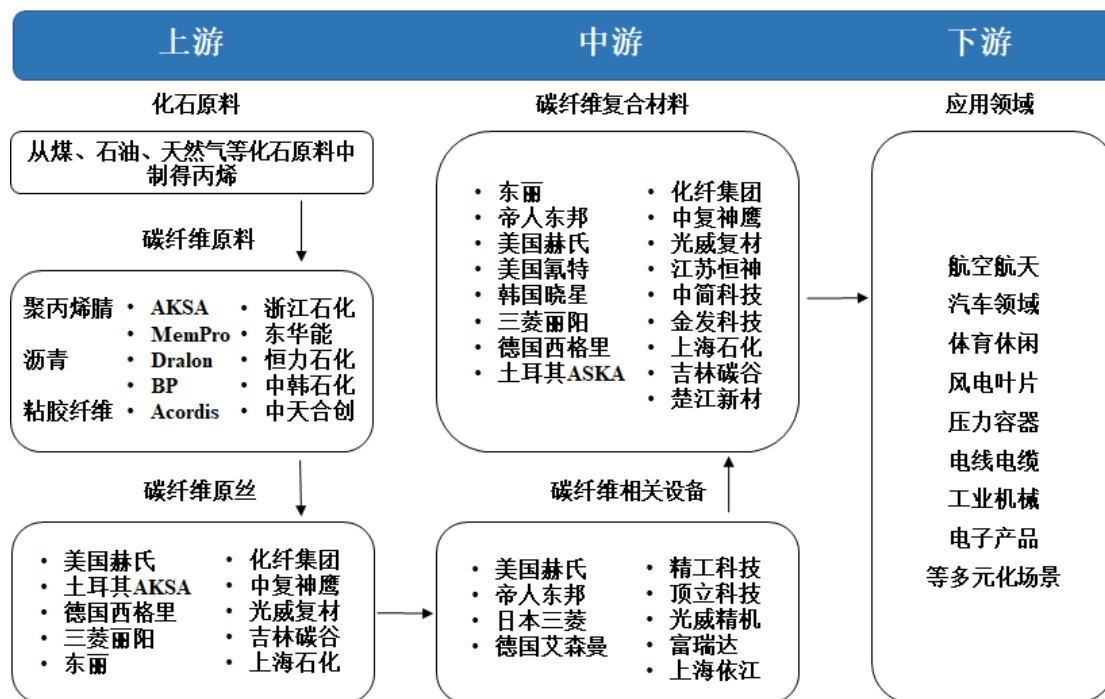 上游
中游
下游
化石原料
从煤、石油、天然气等化石原料中
制得丙烯
碳纤维原料
聚丙烯腈
沥青
粘胶纤维
• AKSA
• MemPro
• Dralon
• BP
• Acordis
• 浙江石化
• 东华能
• 恒力石化
• 中韩石化
• 中天合创
碳纤维原丝
• 美国赫氏
• 土耳其AKSA
• 德国西格里
• 三菱丽阳
• 东丽
• 化纤集团
• 中复神鹰
• 光威复材
• 吉林碳谷
• 上海石化
碳纤维复合材料
• 东丽
• 帝人东邦
• 美国赫氏
• 美国氰特
• 韩国晓星
• 三菱丽阳
• 德国西格里
• 土耳其ASKA
• 化纤集团
• 中复神鹰
• 光威复材
• 江苏恒神
• 中简科技
• 金发科技
• 上海石化
• 吉林碳谷
• 楚江新材
碳纤维相关设备
• 美国赫氏
• 帝人东邦
• 日本三菱
• 德国艾森曼
• 精工科技
• 顶立科技
• 光威精机
• 富瑞达
• 上海依江
应用领域
航空航天
汽车领域
体育休闲
风电叶片
压力容器
电线电缆
工业机械
电子产品
等多元化场景